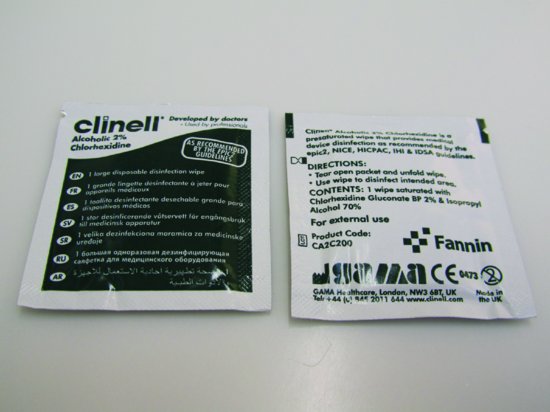 clinell®
Developed by doctors
- Used by professionals
Alcoholic 2%
Chlorhexidine
AS RECOMMENDED
BY THE EPIC2
GUIDELINES
EN 1 large disposable disinfection wipe
FR 1 grande lingette désinfectante à jeter pour
appareils médicaux
ES 1 toallita desinfectante desechable grande para
dispositivos médicos
SV 1 stor desinficerande våtservett för engångsbruk
till medicinsk apparatur
SR 1 velika dezinfekciona maramica za medicinske
uređaje
RU 1 большая одноразовая дезинфицирующая
салфетка для медицинского оборудования
AR
Clinell® Alcoholic 2% Chlorhexidine is a
presaturated wipe that provides medical
device disinfection as recommended by the
epic2, NICE, HICPAC, IHI & IDSA guidelines.
DIRECTIONS:
• Tear open packet and unfold wipe.
• Use wipe to disinfect intended area.
CONTENTS: 1 wipe saturated with
Chlorhexidine Gluconate BP 2% & Isopropyl
Alcohol 70%
For external use
Product Code:
CA2C200
Fannin
gama CE 0473 2
GAMA Healthcare, London, NW3 6BT, UK
Tel: +44 (0) 845 2011 644 www.clinell.com
Made in
the UK